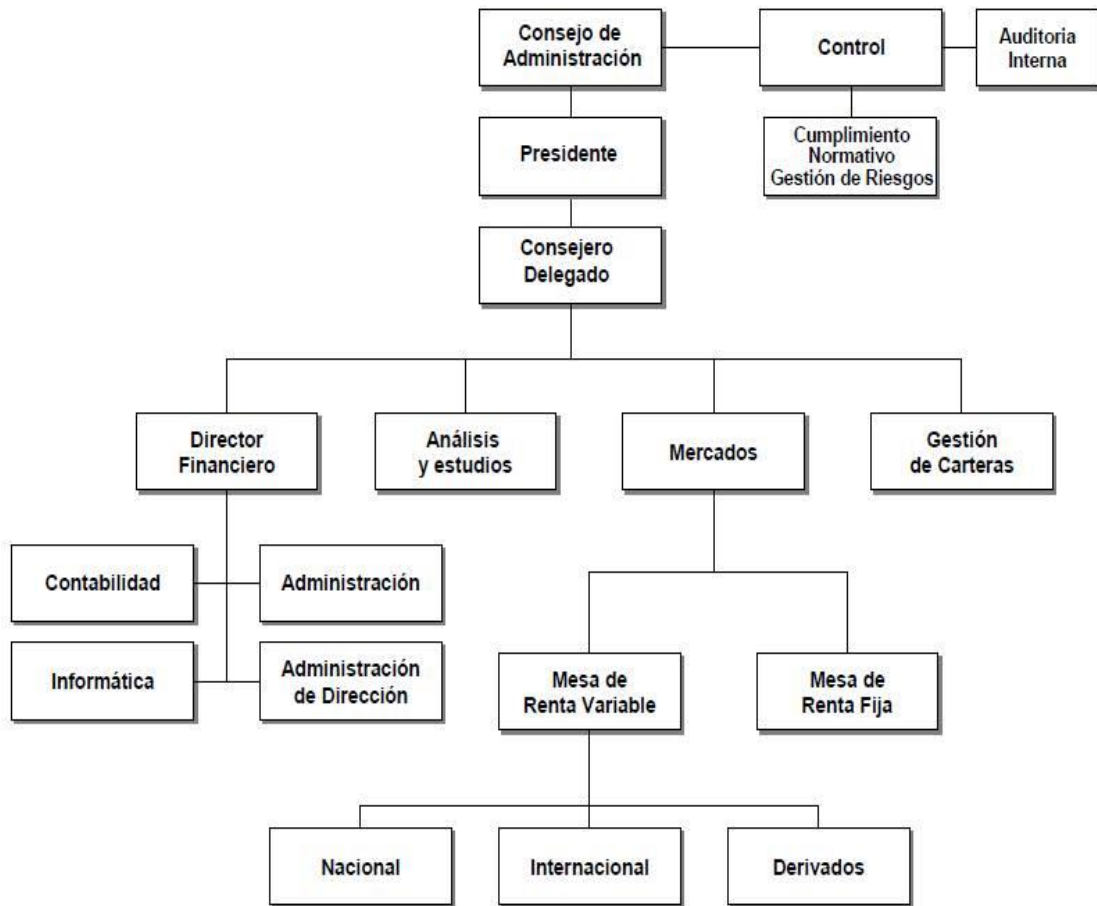 Consejo de
Administración
Control
Auditoria
Interna
Presidente
Cumplimiento
Normativo
Gestión de Riesgos
Consejero
Delegado
Director
Financiero
Análisis
y estudios
Mercados
Gestión
de Carteras
Contabilidad
Administración
Informática
Administración
de Dirección
Mesa de
Renta Variable
Mesa de
Renta Fija
Nacional
Internacional
Derivados